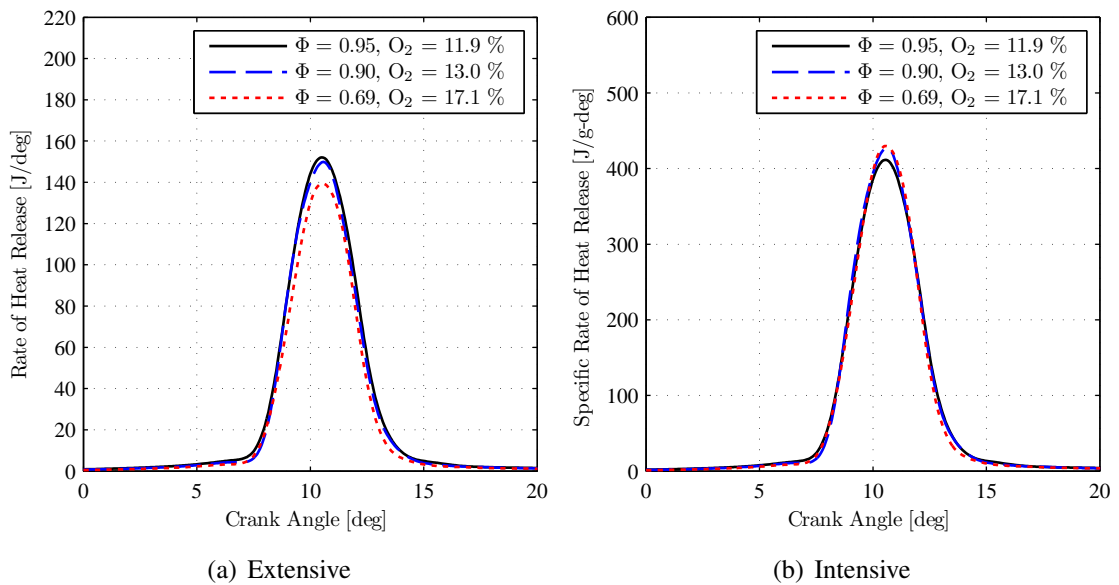 220
200
180
160
140
120
100
80
60
40
20
0
Rate of Heat Release [J/deg]
Φ = 0.95, O₂ = 11.9 %
Φ = 0.90, O₂ = 13.0 %
Φ = 0.69, O₂ = 17.1 %
0 5 10 15 20
Crank Angle [deg]
(a) Extensive
600
500
400
300
200
100
0
Specific Rate of Heat Release [J/g-deg]
Φ = 0.95, O₂ = 11.9 %
Φ = 0.90, O₂ = 13.0 %
Φ = 0.69, O₂ = 17.1 %
0 5 10 15 20
Crank Angle [deg]
(b) Intensive